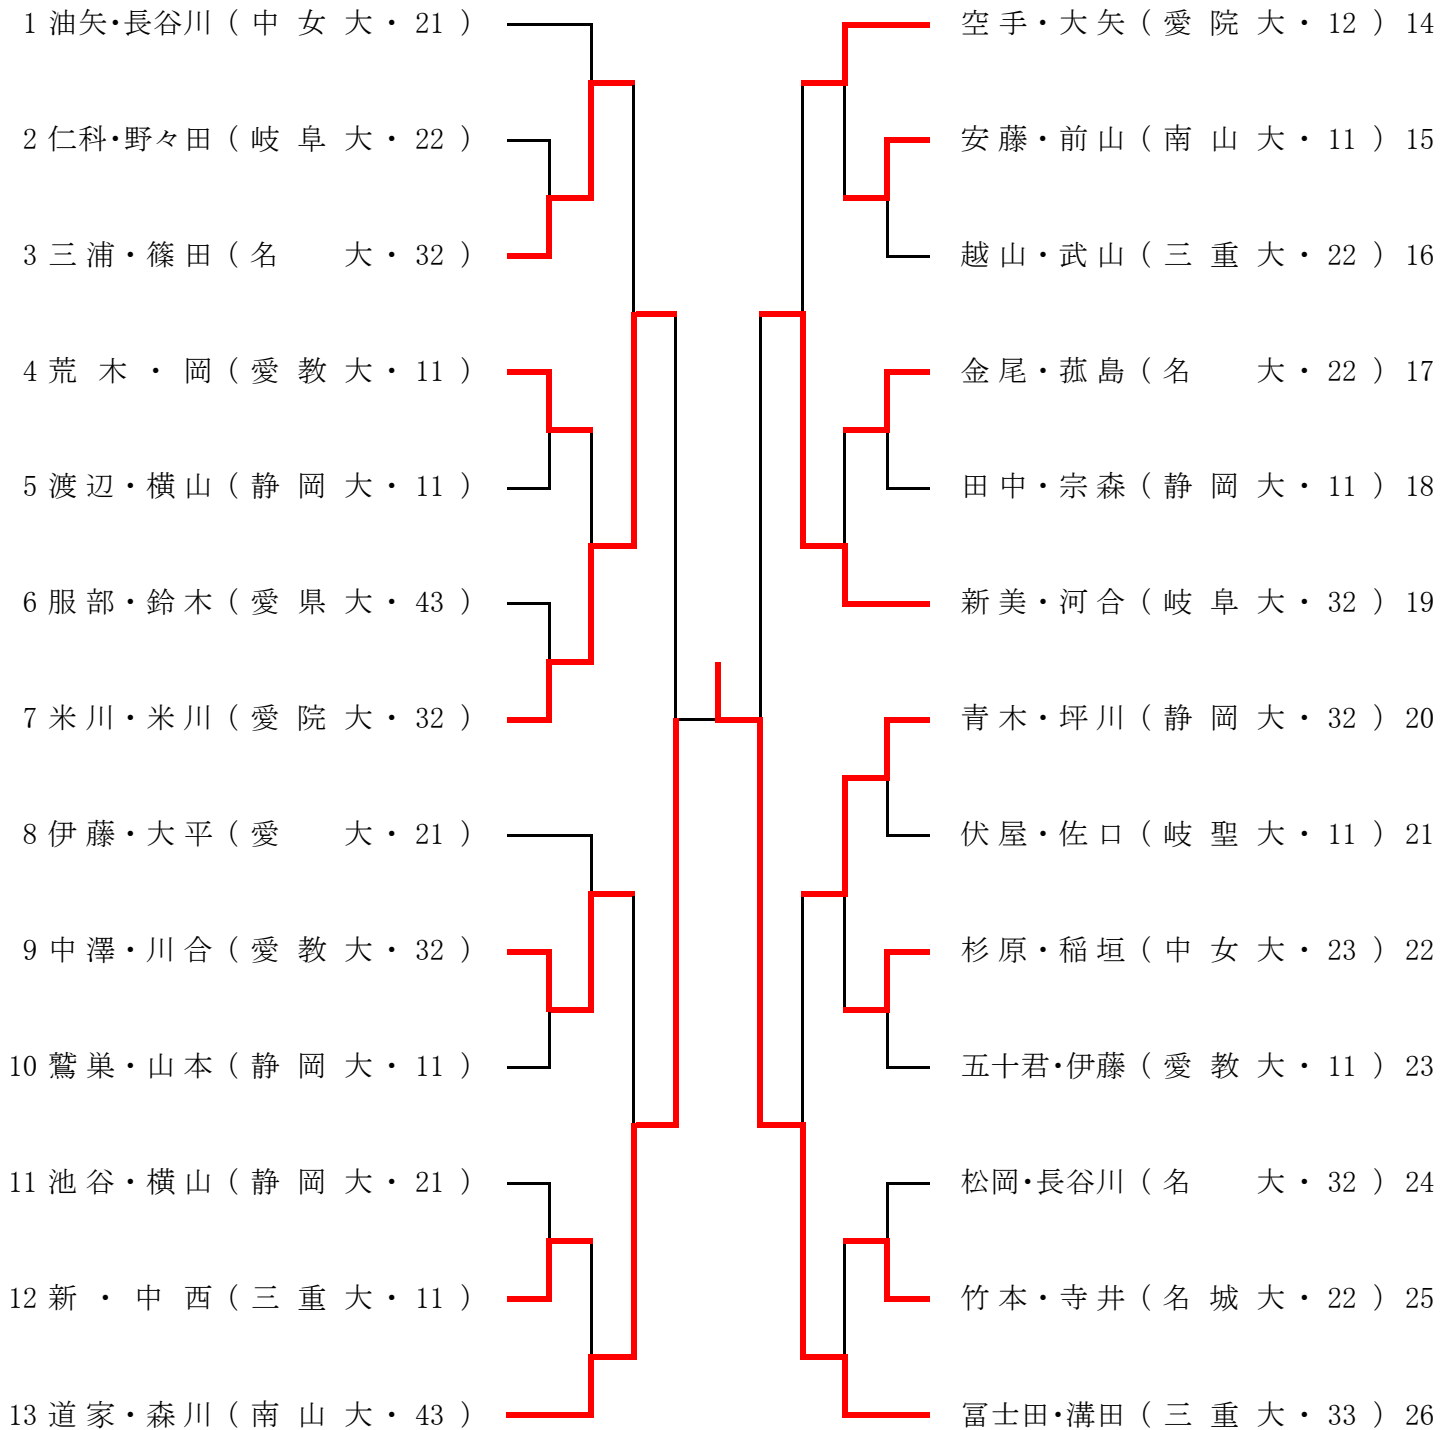 1 油矢・長谷川 ( 中女大・21 )
2 仁科・野々田 ( 岐阜大・22 )
3 三浦・篠田 ( 名 大・32 )
4 荒木・岡 ( 愛教大・11 )
5 渡辺・横山 ( 静岡大・11 )
6 服部・鈴木 ( 愛県大・43 )
7 米川・米川 ( 愛院大・32 )
8 伊藤・大平 ( 愛 大・21 )
9 中澤・川合 ( 愛教大・32 )
10 鷲巣・山本 ( 静岡大・11 )
11 池谷・横山 ( 静岡大・21 )
12 新・中西 ( 三重大・11 )
13 道家・森川 ( 南山大・43 )
空手・大矢 ( 愛院大・12 ) 14
安藤・前山 ( 南山大・11 ) 15
越山・武山 ( 三重大・22 ) 16
金尾・菰島 ( 名 大・22 ) 17
田中・宗森 ( 静岡大・11 ) 18
新美・河合 ( 岐阜大・32 ) 19
青木・坪川 ( 静岡大・32 ) 20
伏屋・佐口 ( 岐聖大・11 ) 21
杉原・稲垣 ( 中女大・23 ) 22
五十君・伊藤 ( 愛教大・11 ) 23
松岡・長谷川 ( 名 大・32 ) 24
竹本・寺井 ( 名城大・22 ) 25
冨士田・溝田 ( 三重大・33 ) 26